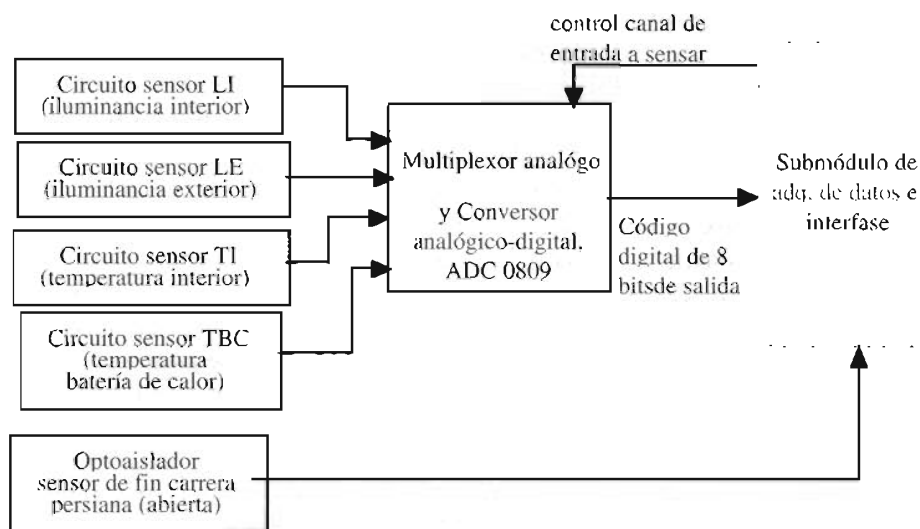 control canal de
entrada a sensar
Circuito sensor LI
(iluminancia interior)
Circuito sensor LE
(iluminancia exterior)
Circuito sensor TI
(temperatura interior)
Circuito sensor TBC
(temperatura
batería de calor)
Optoaislador
sensor de fin carrera
persiana (abierta)
Multiplexor analógo
y Conversor
analógico-digital,
ADC 0809
Código
digital de 8
bitsde salida
Submódulo de
adq. de datos e
interfase